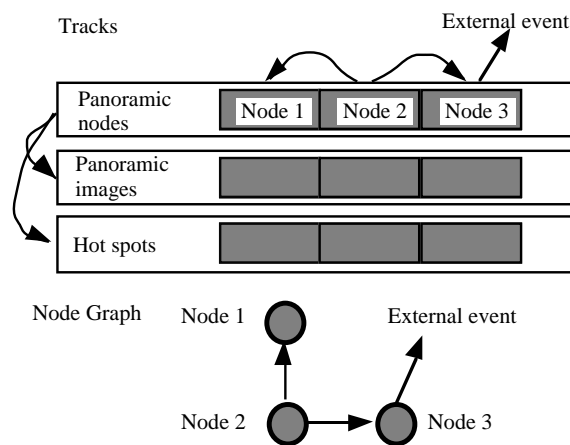 Tracks
External event
Panoramic
nodes
Node 1
Node 2
Node 3
Panoramic
images
Hot spots
Node Graph
Node 1
External event
Node 2
Node 3